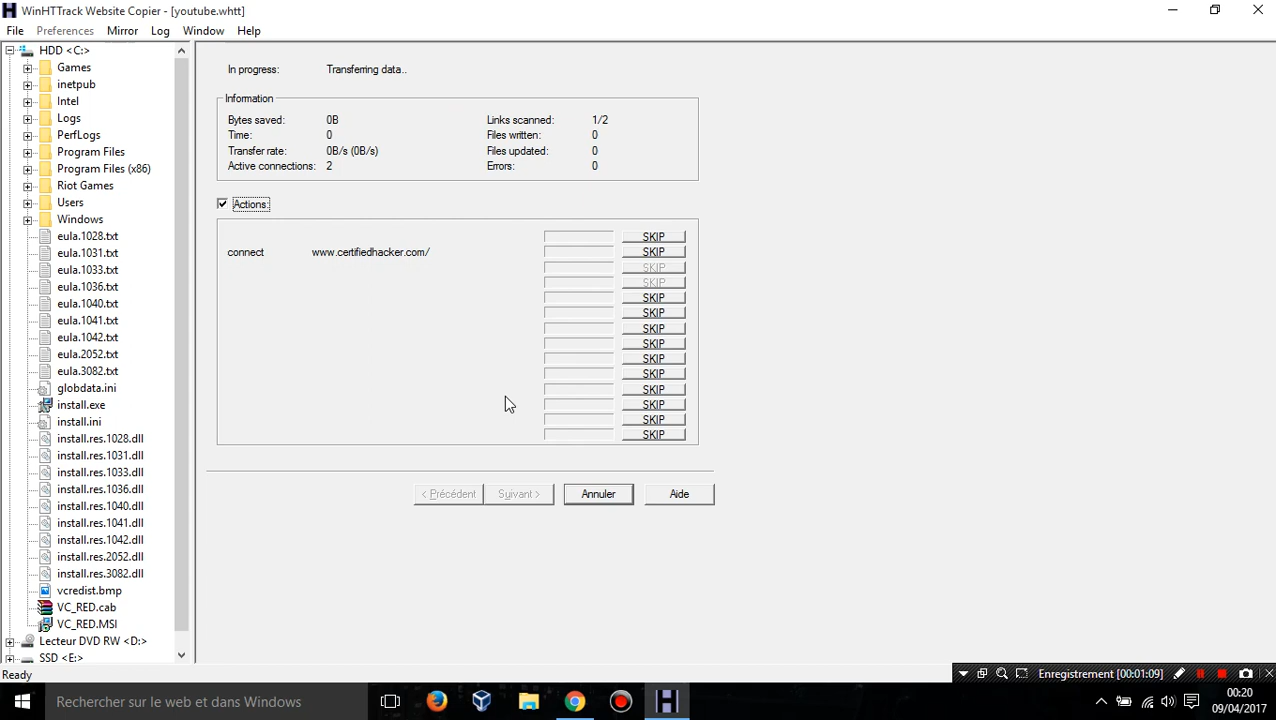 WinHTTrack Website Copier - [youtube.whtt]
File Preferences Mirror Log Window Help
HDD <C:>
Games
inetpub
Intel
Logs
PerfLogs
Program Files
Program Files (x86)
Riot Games
Users
Windows
eula.1028.txt
eula.1031.txt
eula.1033.txt
eula.1036.txt
eula.1040.txt
eula.1041.txt
eula.1042.txt
eula.2052.txt
eula.3082.txt
globdata.ini
install.exe
install.ini
install.res.1028.dll
install.res.1031.dll
install.res.1033.dll
install.res.1036.dll
install.res.1040.dll
install.res.1041.dll
install.res.1042.dll
install.res.2052.dll
install.res.3082.dll
vcredist.bmp
VC_RED.cab
VC_RED.MSI
Lecteur DVD RW <D:>
SSD <E:>
In progress: Transferring data..
Information
Bytes saved: 0B Links scanned: 1/2
Time: 0 Files written: 0
Transfer rate: 0B/s (0B/s) Files updated: 0
Active connections: 2 Errors: 0
Actions:
SKIP
connect www.certifiedhacker.com/ SKIP
SKIP
SKIP
SKIP
SKIP
SKIP
SKIP
SKIP
SKIP
SKIP
SKIP
SKIP
SKIP
< Précédent Suivant > Annuler Aide
Ready
Enregistrement [00:01:09]
Rechercher sur le web et dans Windows
00:20
09/04/2017